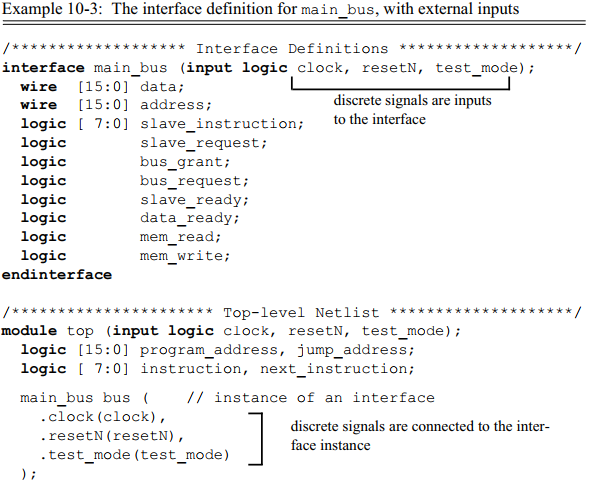 Example 10-3: The interface definition for main_bus, with external inputs
/******************* Interface Definitions *******************/
interface main_bus (input logic clock, resetN, test_mode);
wire [15:0] data;
wire [15:0] address;
logic [ 7:0] slave_instruction;
logic slave_request;
logic bus_grant;
logic bus_request;
logic slave_ready;
logic data_ready;
logic mem_read;
logic mem_write;
endinterface
discrete signals are inputs
to the interface
/********************** Top-level Netlist ********************/
module top (input logic clock, resetN, test_mode);
logic [15:0] program_address, jump_address;
logic [ 7:0] instruction, next_instruction;
main_bus bus ( // instance of an interface
.clock(clock),
.resetN(resetN),
.test_mode(test_mode)
);
discrete signals are connected to the inter-
face instance